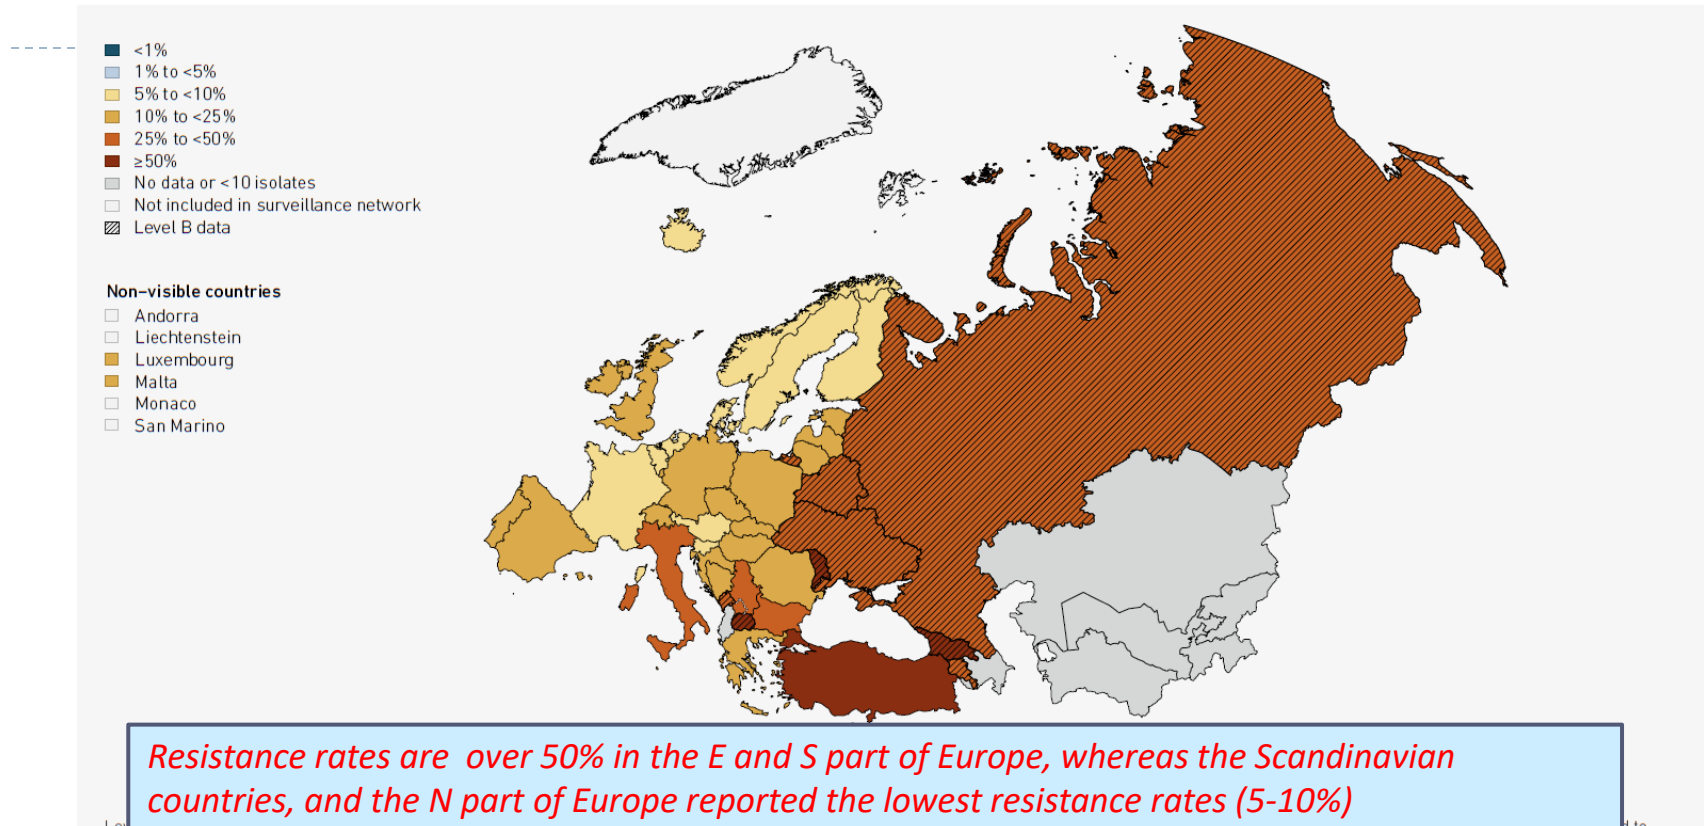 <1%
1% to <5%
5% to <10%
10% to <25%
25% to <50%
≥50%
No data or <10 isolates
Not included in surveillance network
Level B data
Non–visible countries
Andorra
Liechtenstein
Luxembourg
Malta
Monaco
San Marino
Resistance rates are  over 50% in the E and S part of Europe, whereas the Scandinavian
countries, and the N part of Europe reported the lowest resistance rates (5-10%)